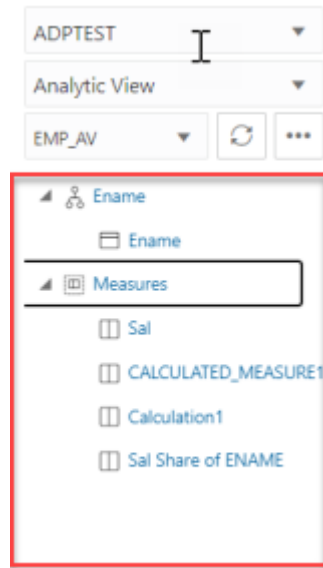 ADPTEST
Analytic View
EMP_AV
Ename
Ename
Measures
Sal
CALCULATED_MEASURE1
Calculation1
Sal Share of ENAME